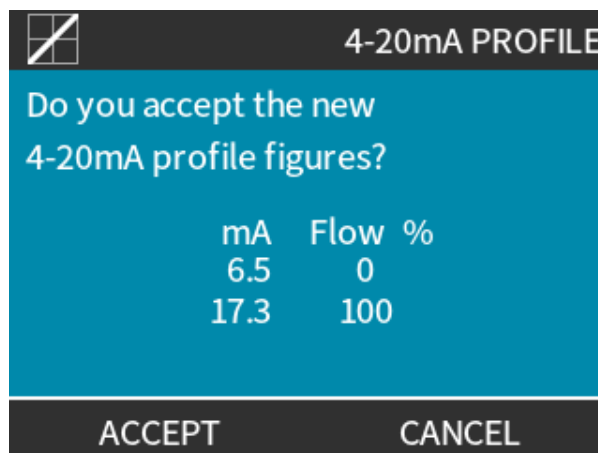 4-20mA PROFILE
Do you accept the new
4-20mA profile figures?
mA Flow %
6.5 0
17.3 100
ACCEPT CANCEL